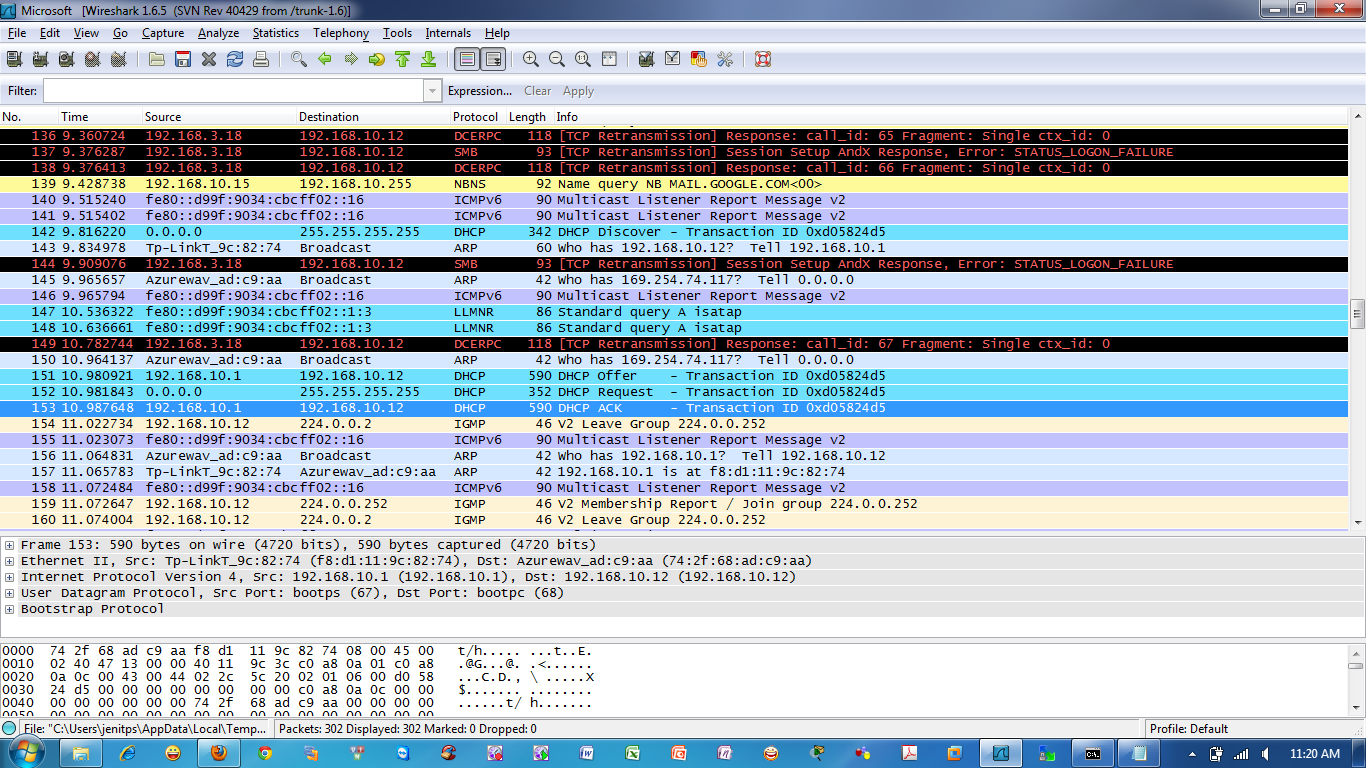 Microsoft [Wireshark 1.6.5 (SVN Rev 40429 from /trunk-1.6)]
File Edit View Go Capture Analyze Statistics Telephony Tools Internals Help
Filter: Expression... Clear Apply
No. Time Source Destination Protocol Length Info
136 9.360724 192.168.3.18 192.168.10.12 DCERPC 118 [TCP Retransmission] Response: call_id: 65 Fragment: Single ctx_id: 0
137 9.376287 192.168.3.18 192.168.10.12 SMB 93 [TCP Retransmission] Session Setup AndX Response, Error: STATUS_LOGON_FAILURE
138 9.376413 192.168.3.18 192.168.10.12 DCERPC 118 [TCP Retransmission] Response: call_id: 66 Fragment: Single ctx_id: 0
139 9.428738 192.168.10.15 192.168.10.255 NBNS 92 Name query NB MAIL.GOOGLE.COM<00>
140 9.515240 fe80::d99f:9034:cbc ff02::16 ICMPv6 90 Multicast Listener Report Message v2
141 9.515402 fe80::d99f:9034:cbc ff02::16 ICMPv6 90 Multicast Listener Report Message v2
142 9.816220 0.0.0.0 255.255.255.255 DHCP 342 DHCP Discover - Transaction ID 0xd05824d5
143 9.834978 Tp-LinkT_9c:82:74 Broadcast ARP 60 Who has 192.168.10.12? Tell 192.168.10.1
144 9.909076 192.168.3.18 192.168.10.12 SMB 93 [TCP Retransmission] Session Setup AndX Response, Error: STATUS_LOGON_FAILURE
145 9.965657 Azurewav_ad:c9:aa Broadcast ARP 42 Who has 169.254.74.117? Tell 0.0.0.0
146 9.965794 fe80::d99f:9034:cbc ff02::16 ICMPv6 90 Multicast Listener Report Message v2
147 10.536322 fe80::d99f:9034:cbc ff02::1:3 LLMNR 86 Standard query A isatap
148 10.636661 fe80::d99f:9034:cbc ff02::1:3 LLMNR 86 Standard query A isatap
149 10.782744 192.168.3.18 192.168.10.12 DCERPC 118 [TCP Retransmission] Response: call_id: 67 Fragment: Single ctx_id: 0
150 10.964137 Azurewav_ad:c9:aa Broadcast ARP 42 Who has 169.254.74.117? Tell 0.0.0.0
151 10.980921 192.168.10.1 192.168.10.12 DHCP 590 DHCP Offer - Transaction ID 0xd05824d5
152 10.981843 0.0.0.0 255.255.255.255 DHCP 352 DHCP Request - Transaction ID 0xd05824d5
153 10.987648 192.168.10.1 192.168.10.12 DHCP 590 DHCP ACK - Transaction ID 0xd05824d5
154 11.022734 192.168.10.12 224.0.0.2 IGMP 46 V2 Leave Group 224.0.0.252
155 11.023073 fe80::d99f:9034:cbc ff02::16 ICMPv6 90 Multicast Listener Report Message v2
156 11.064831 Azurewav_ad:c9:aa Broadcast ARP 42 Who has 192.168.10.1? Tell 192.168.10.12
157 11.065783 Tp-LinkT_9c:82:74 Azurewav_ad:c9:aa ARP 42 192.168.10.1 is at f8:d1:11:9c:82:74
158 11.072484 fe80::d99f:9034:cbc ff02::16 ICMPv6 90 Multicast Listener Report Message v2
159 11.072647 192.168.10.12 224.0.0.252 IGMP 46 V2 Membership Report / Join group 224.0.0.252
160 11.074004 192.168.10.12 224.0.0.2 IGMP 46 V2 Leave Group 224.0.0.252
Frame 153: 590 bytes on wire (4720 bits), 590 bytes captured (4720 bits)
Ethernet II, Src: Tp-LinkT_9c:82:74 (f8:d1:11:9c:82:74), Dst: Azurewav_ad:c9:aa (74:2f:68:ad:c9:aa)
Internet Protocol Version 4, Src: 192.168.10.1 (192.168.10.1), Dst: 192.168.10.12 (192.168.10.12)
User Datagram Protocol, Src Port: bootps (67), Dst Port: bootpc (68)
Bootstrap Protocol
0000 74 2f 68 ad c9 aa f8 d1 11 9c 82 74 08 00 45 00 t/h..... ...t..E.
0010 02 40 47 13 00 00 40 11 9c 3c c0 a8 0a 01 c0 a8 .@G...@. .<......
0020 0a 0c 00 43 00 44 02 2c 5c 20 02 01 06 00 d0 58 ...C.D., \ .....X
0030 24 d5 00 00 00 00 00 00 00 00 c0 a8 0a 0c 00 00 $....... ........
0040 00 00 00 00 00 00 74 2f 68 ad c9 aa 00 00 00 00 ......t/ h.......
File: "C:\Users\jenitps\AppData\Local\Temp... Packets: 302 Displayed: 302 Marked: 0 Dropped: 0 Profile: Default
11:20 AM